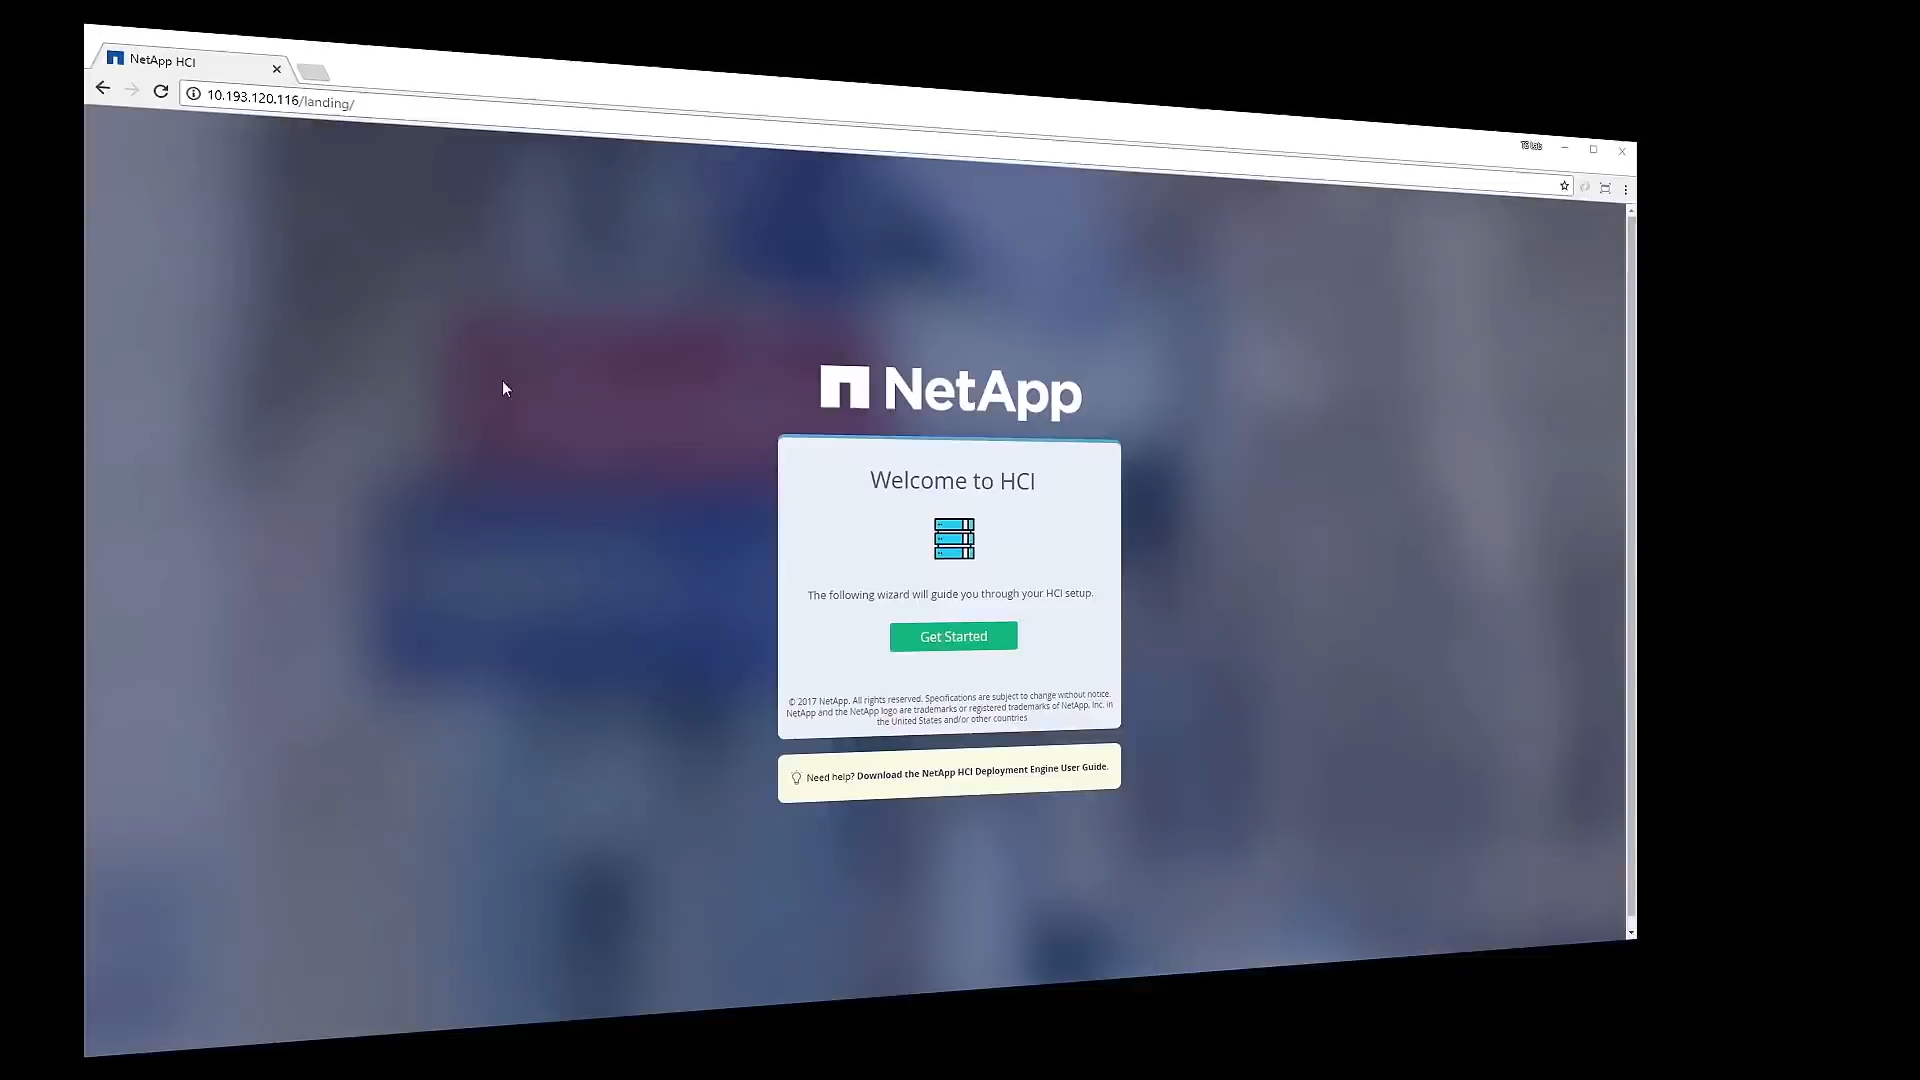 NetApp HCI
10.193.120.116/landing/
NetApp
Welcome to HCI
The following wizard will guide you through your HCI setup.
Get Started
© 2017 NetApp. All rights reserved. Specifications are subject to change without notice.
NetApp and the NetApp logo are trademarks or registered trademarks of NetApp, Inc. in
the United States and/or other countries
Need help? Download the NetApp HCI Deployment Engine User Guide.